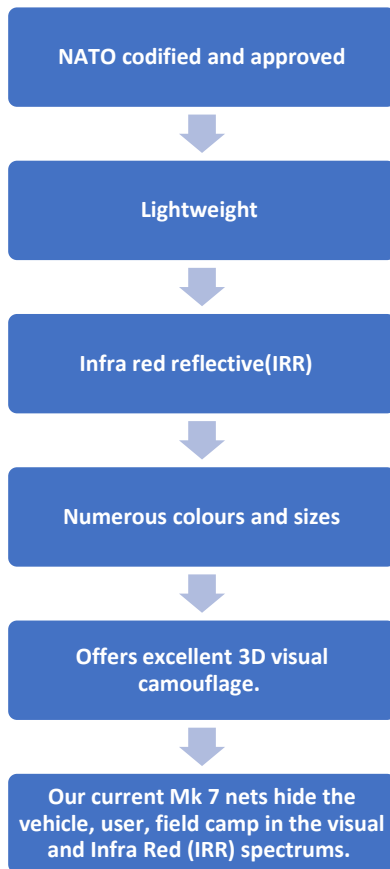 NATO codified and approved
Lightweight
Infra red reflective(IRR)
Numerous colours and sizes
Offers excellent 3D visual
camouflage.
Our current Mk 7 nets hide the
vehicle, user, field camp in the visual
and Infra Red (IRR) spectrums.